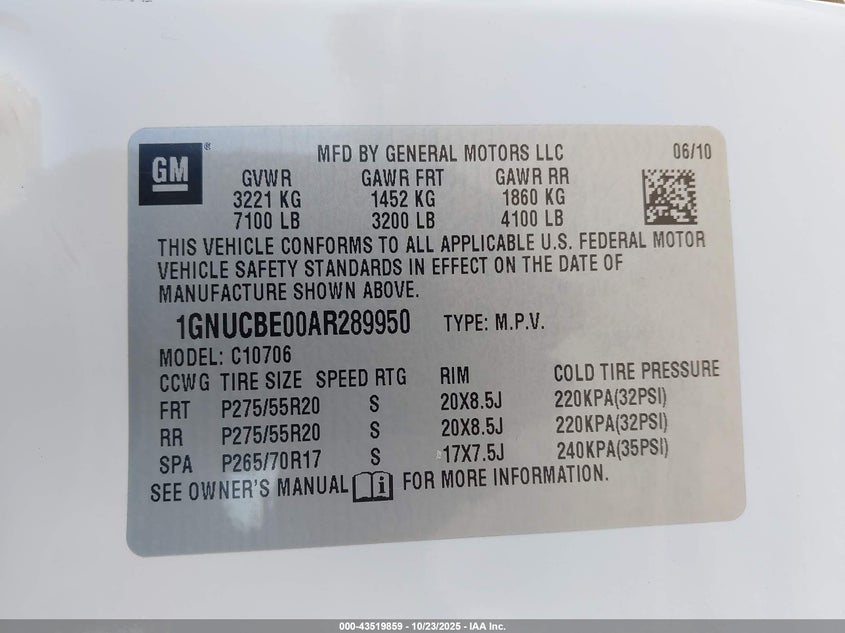 GM®
MFD BY GENERAL MOTORS LLC 06/10
GVWR GAWR FRT GAWR RR
3221 KG 1452 KG 1860 KG
7100 LB 3200 LB 4100 LB
THIS VEHICLE CONFORMS TO ALL APPLICABLE U.S. FEDERAL MOTOR
VEHICLE SAFETY STANDARDS IN EFFECT ON THE DATE OF
MANUFACTURE SHOWN ABOVE.
1GNUCBE00AR289950 TYPE: M.P.V.
MODEL: C10706
CCWG TIRE SIZE SPEED RTG RIM COLD TIRE PRESSURE
FRT P275/55R20 S 20X8.5J 220KPA(32PSI)
RR P275/55R20 S 20X8.5J 220KPA(32PSI)
SPA P265/70R17 S 17X7.5J 240KPA(35PSI)
SEE OWNER'S MANUAL FOR MORE INFORMATION.
000-43519859 - 10/23/2025 - IAA Inc.